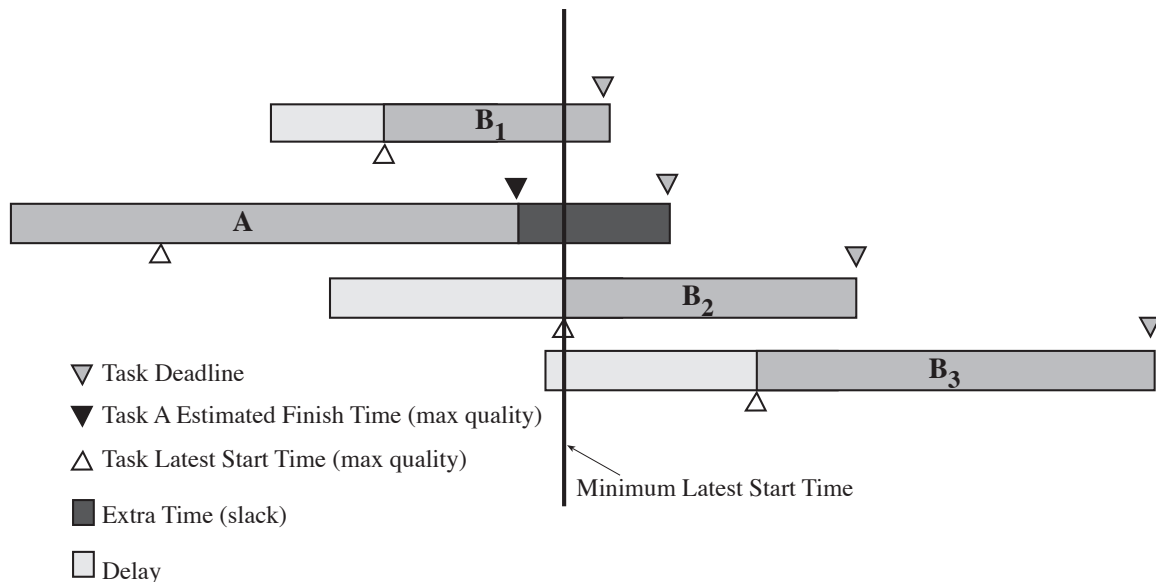 B1
A
B2
B3
Task Deadline
Task A Estimated Finish Time (max quality)
Task Latest Start Time (max quality)
Minimum Latest Start Time
Extra Time (slack)
Delay